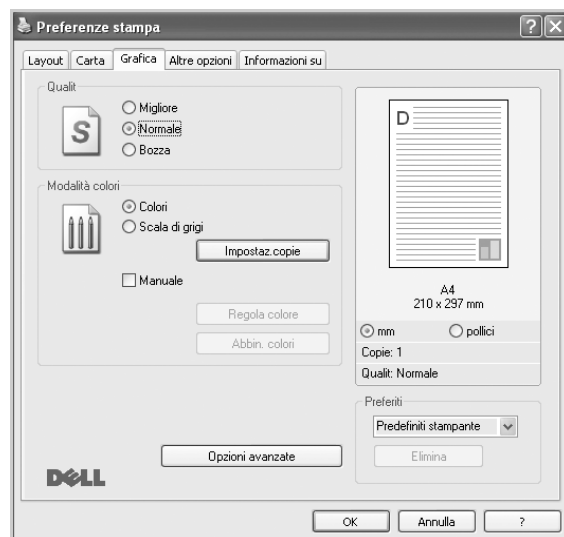 Preferenze stampa
Layout Carta Grafica Altre opzioni Informazioni su
Qualit
S
Migliore
Normale
Bozza
Modalità colori
Colori
Scala di grigi
Impostaz.copie
Manuale
Regola colore
Abbin. colori
Opzioni avanzate
DELL
D
A4
210 x 297 mm
mm pollici
Copie: 1
Qualit: Normale
Preferiti
Predefiniti stampante
Elimina
OK Annulla ?